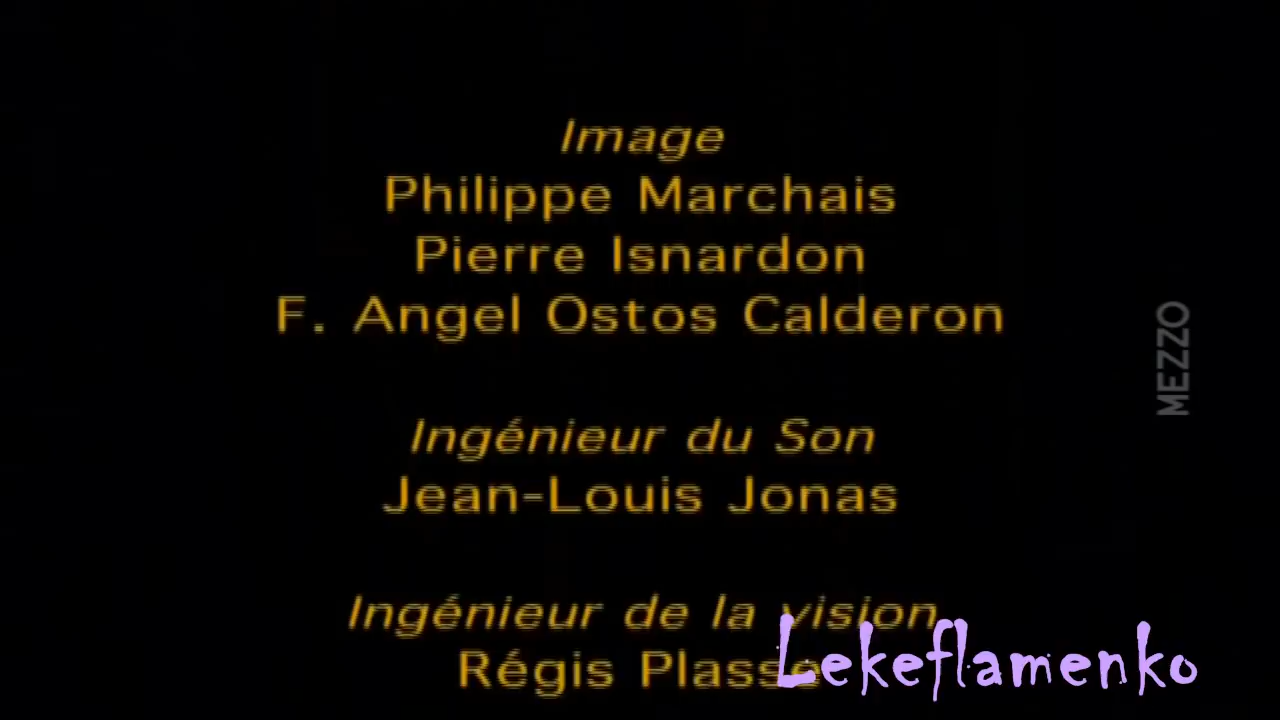 Image
Philippe Marchais
Pierre Isnardon
F. Angel Ostos Calderon
MEZZO
Ingénieur du Son
Jean-Louis Jonas
Ingénieur de la vision
Régis Plasse
Lekeflamenko